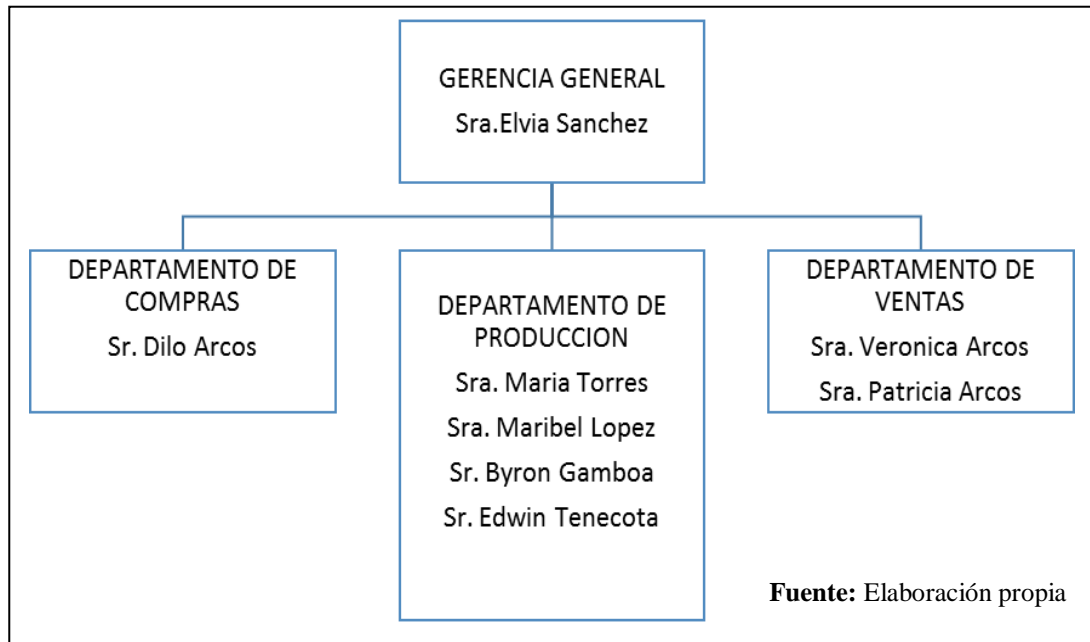 GERENCIA GENERAL
Sra.Elvia Sanchez
DEPARTAMENTO DE
COMPRAS
Sr. Dilo Arcos
DEPARTAMENTO DE
PRODUCCION
Sra. Maria Torres
Sra. Maribel Lopez
Sr. Byron Gamboa
Sr. Edwin Tenecota
DEPARTAMENTO DE
VENTAS
Sra. Veronica Arcos
Sra. Patricia Arcos
Fuente: Elaboración propia